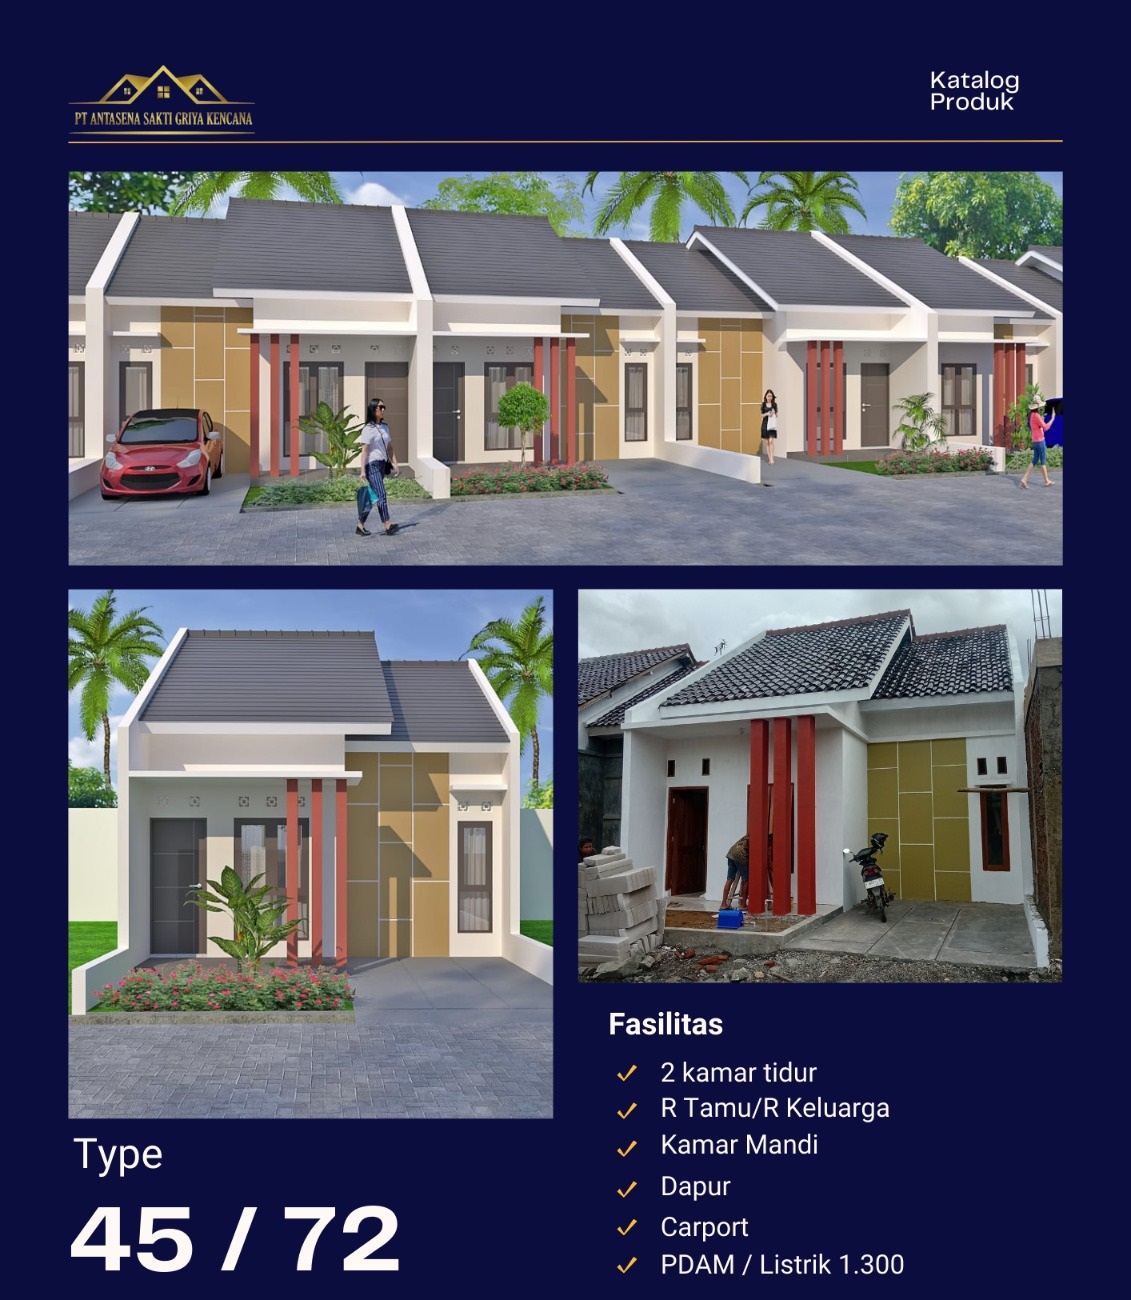 PT ANTASENA SAKTI GRIYA KENCANA
Katalog
Produk
Fasilitas
2 kamar tidur
R Tamu/R Keluarga
Kamar Mandi
Dapur
Carport
PDAM / Listrik 1.300
Type
45 / 72